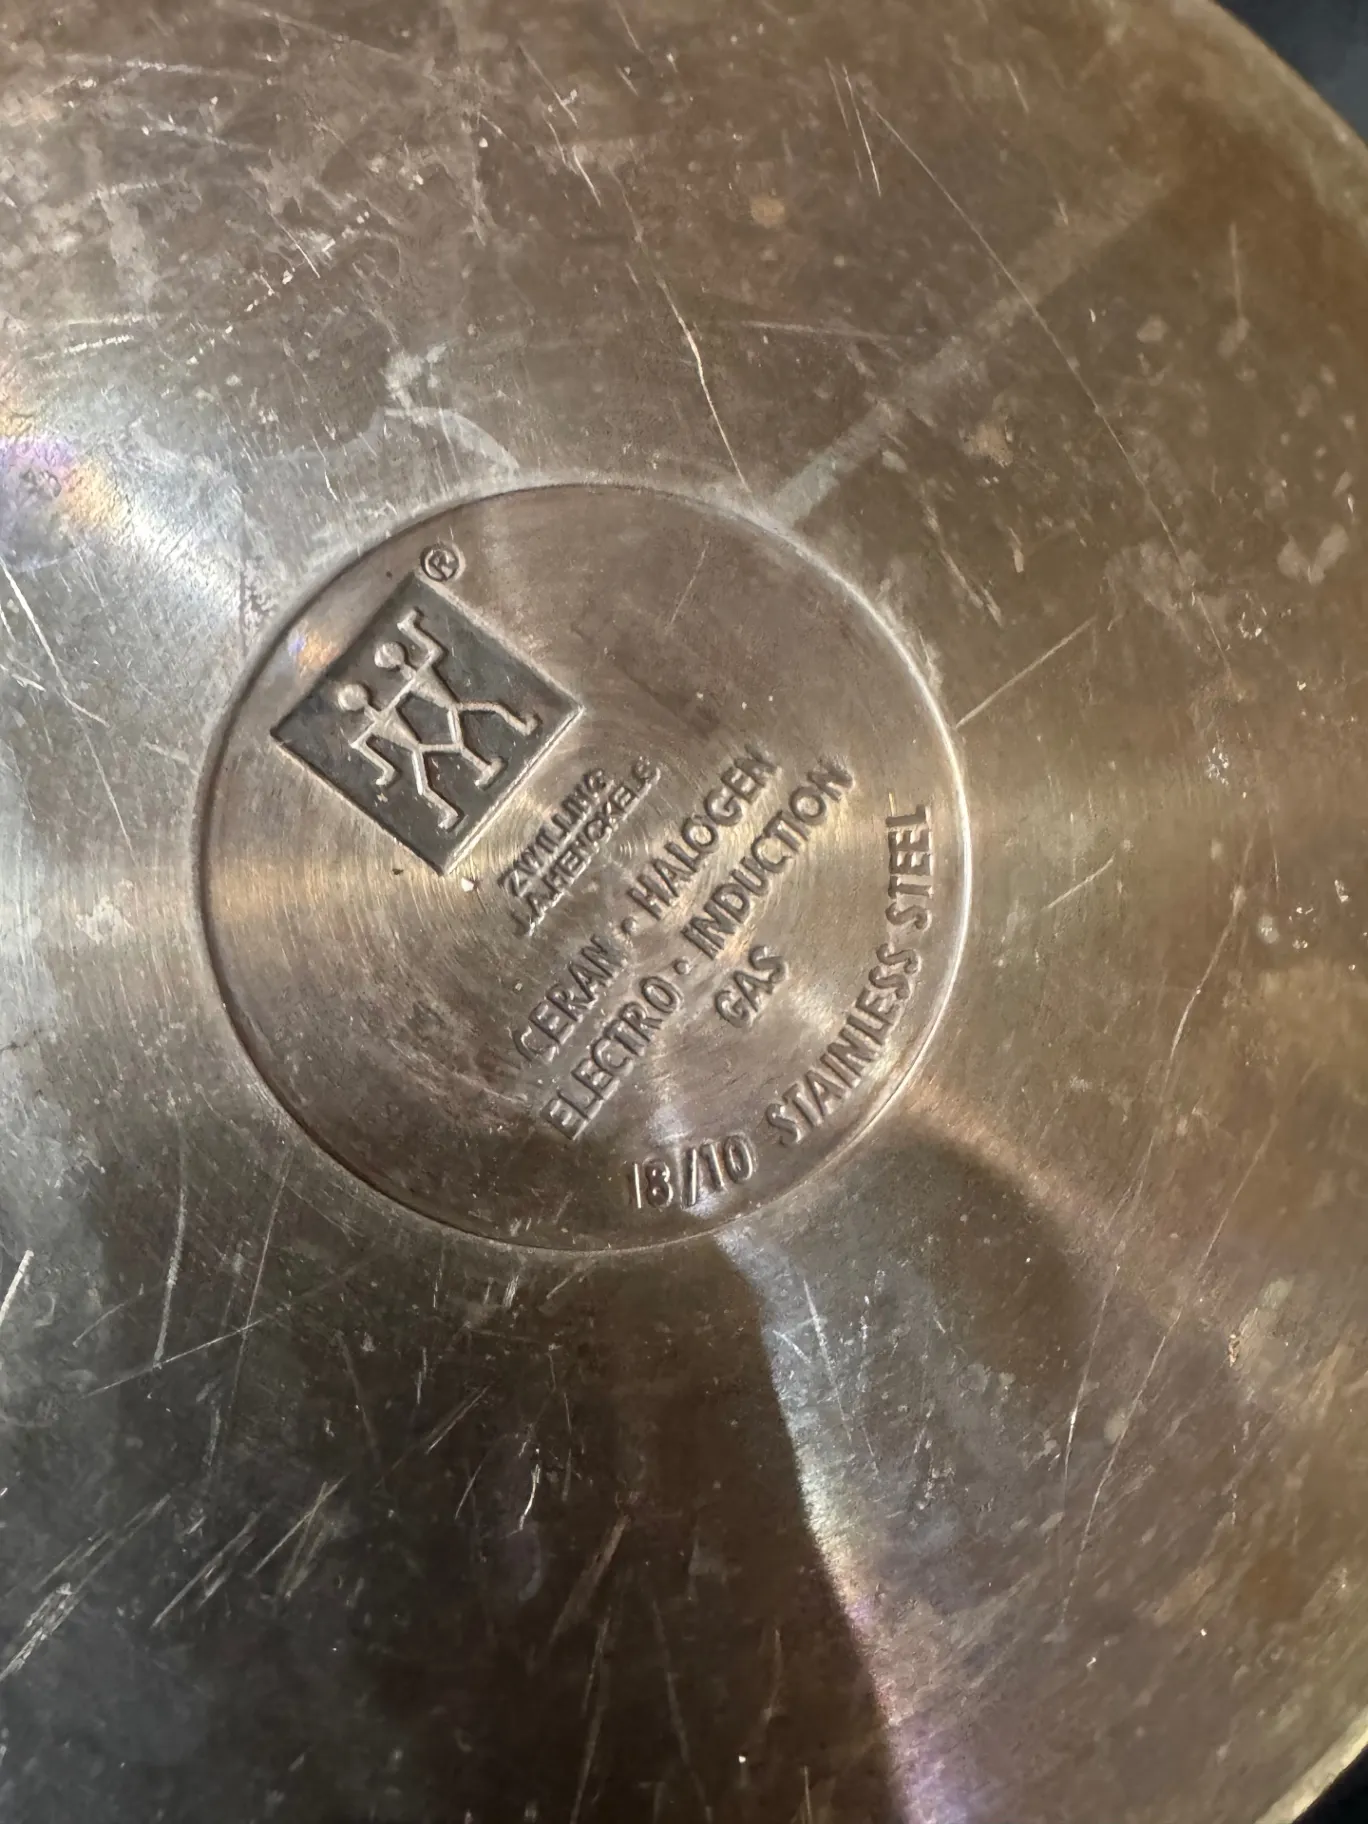 ®
ZWILLING
J.A.HENCKELS
CERAN · HALOGEN
ELECTRO · INDUCTION
GAS
18/10 STAINLESS STEEL